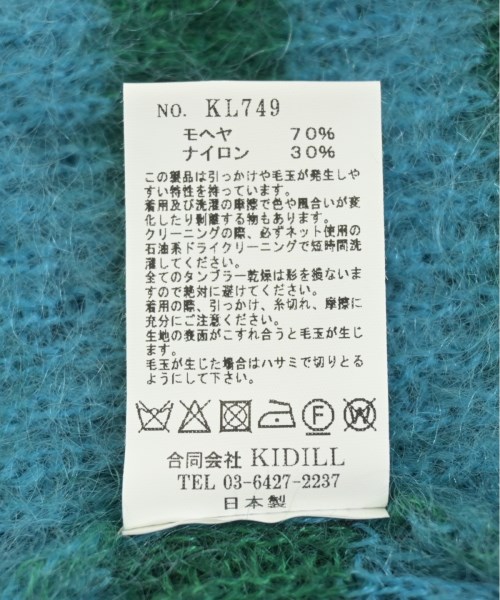 NO. KL749
モヘヤ 70%
ナイロン 30%
この製品は引っかけや毛玉が発生しや
すい特性を持っています。
着用及び洗濯の摩擦で色や風合いが変
化したり剥離する物もあります。
クリーニングの際、必ずネット使用の
石油系ドライクリーニングで短時間洗
濯してください。
全てのタンブラー乾燥は形を損ないま
すので絶対に避けてください。
着用の際、引っかけ、糸切れ、摩擦に
充分にご注意ください。
生地の表面がこすれ合うと毛玉が生じ
ます。
毛玉が生じた場合はハサミで切りとる
ようにして下さい。
F W
合同会社 KIDILL
TEL 03-6427-2237
日本製